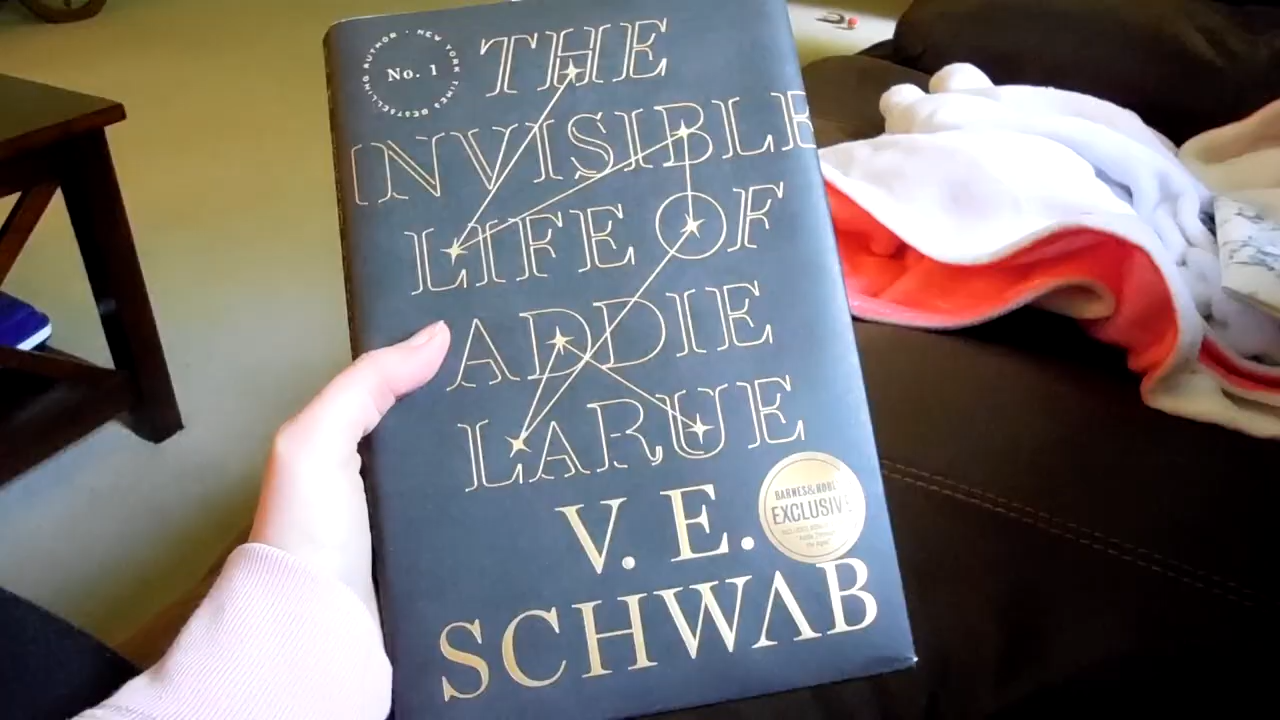 No. 1
NEW YORK TIMES BESTSELLING AUTHOR
THE
INVISIBLE
LIFE OF
ADDIE
LARUE
V. E.
SCHWAB
BARNES&NOBLE
EXCLUSIVE